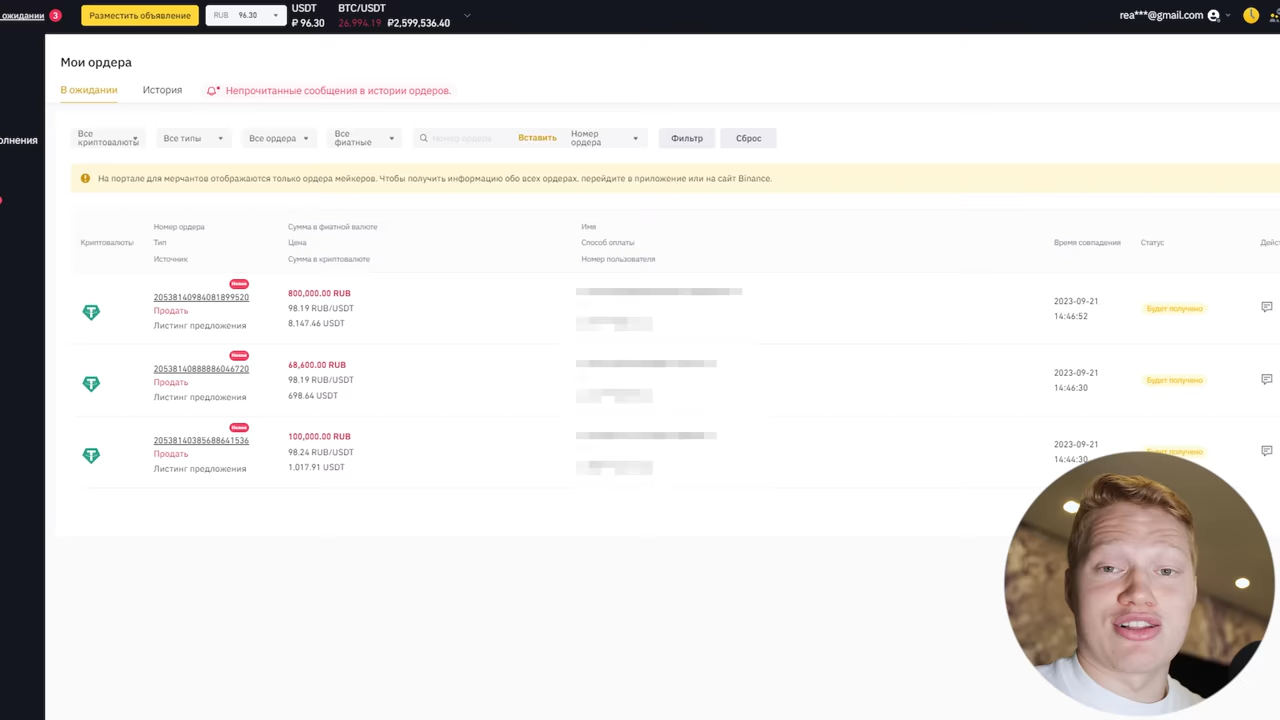 ожидании 3
Разместить объявление
RUB 96.30
USDT
₽ 96.30
BTC/USDT
26,994.19 ₽2,599,536.40
rea***@gmail.com
олнения
Мои ордера
В ожидании
История
Непрочитанные сообщения в истории ордеров.
Все криптовалюты
Все типы
Все ордера
Все фиатные
Номер ордера
Вставить
Номер ордера
Фильтр
Сброс
На портале для мерчантов отображаются только ордера мейкеров. Чтобы получить информацию обо всех ордерах, перейдите в приложение или на сайт Binance.
Криптовалюты
Номер ордера
Тип
Источник
Сумма в фиатной валюте
Цена
Сумма в криптовалюте
Имя
Способ оплаты
Номер пользователя
Время совпадения
Статус
Дейс
Новые
20538140984081899520
Продать
Листинг предложения
800,000.00 RUB
98.19 RUB/USDT
8,147.46 USDT
2023-09-21
14:46:52
Будет получено
Новые
20538140888886046720
Продать
Листинг предложения
68,600.00 RUB
98.19 RUB/USDT
698.64 USDT
2023-09-21
14:46:30
Будет получено
Новые
20538140385688641536
Продать
Листинг предложения
100,000.00 RUB
98.24 RUB/USDT
1,017.91 USDT
2023-09-21
14:44:30
Будет получено